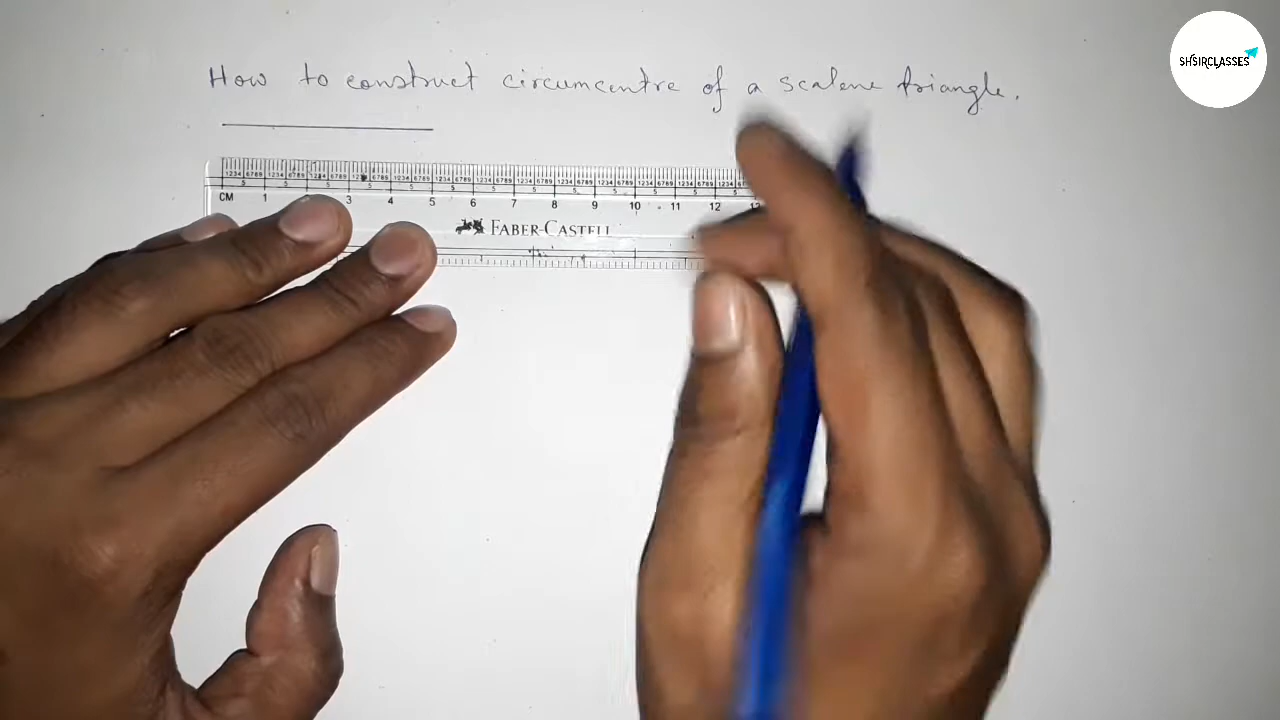 How to construct circumcentre of a scalene triangle.
SHSIRCLASSES
CM 1 3 4 5 6 7 8 9 10 11 12
FABER-CASTELL